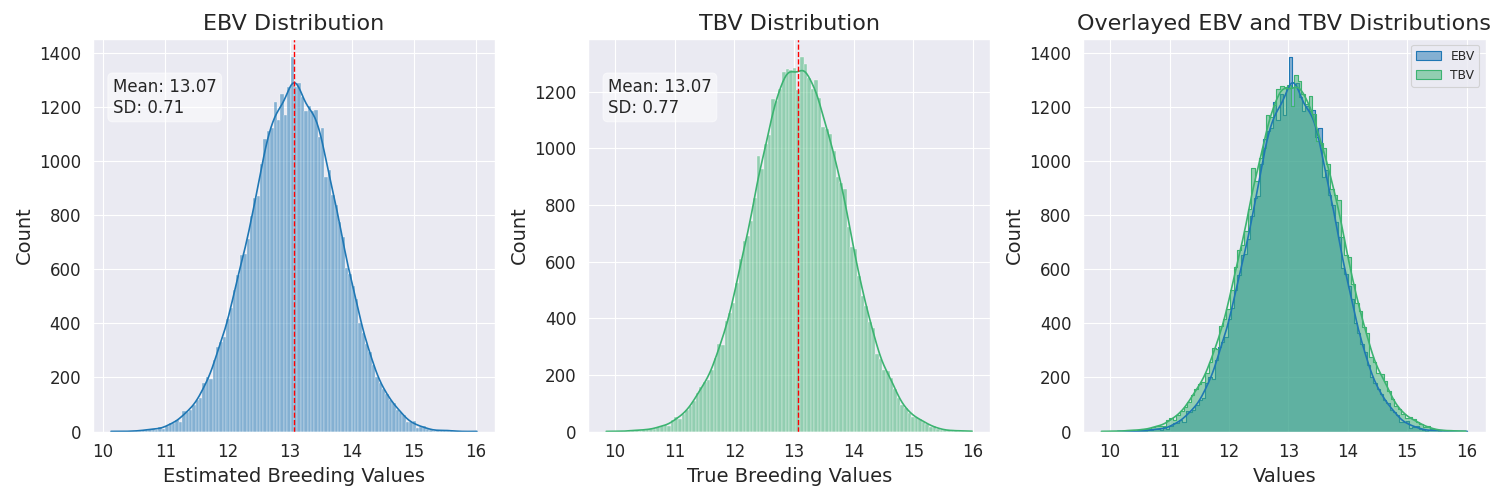 EBV Distribution
1400
1200
1000
800
600
400
200
0
Count
Mean: 13.07
SD: 0.71
10 11 12 13 14 15 16
Estimated Breeding Values
TBV Distribution
1200
1000
800
600
400
200
0
Count
Mean: 13.07
SD: 0.77
10 11 12 13 14 15 16
True Breeding Values
Overlayed EBV and TBV Distributions
1400
1200
1000
800
600
400
200
0
Count
EBV
TBV
10 11 12 13 14 15 16
Values